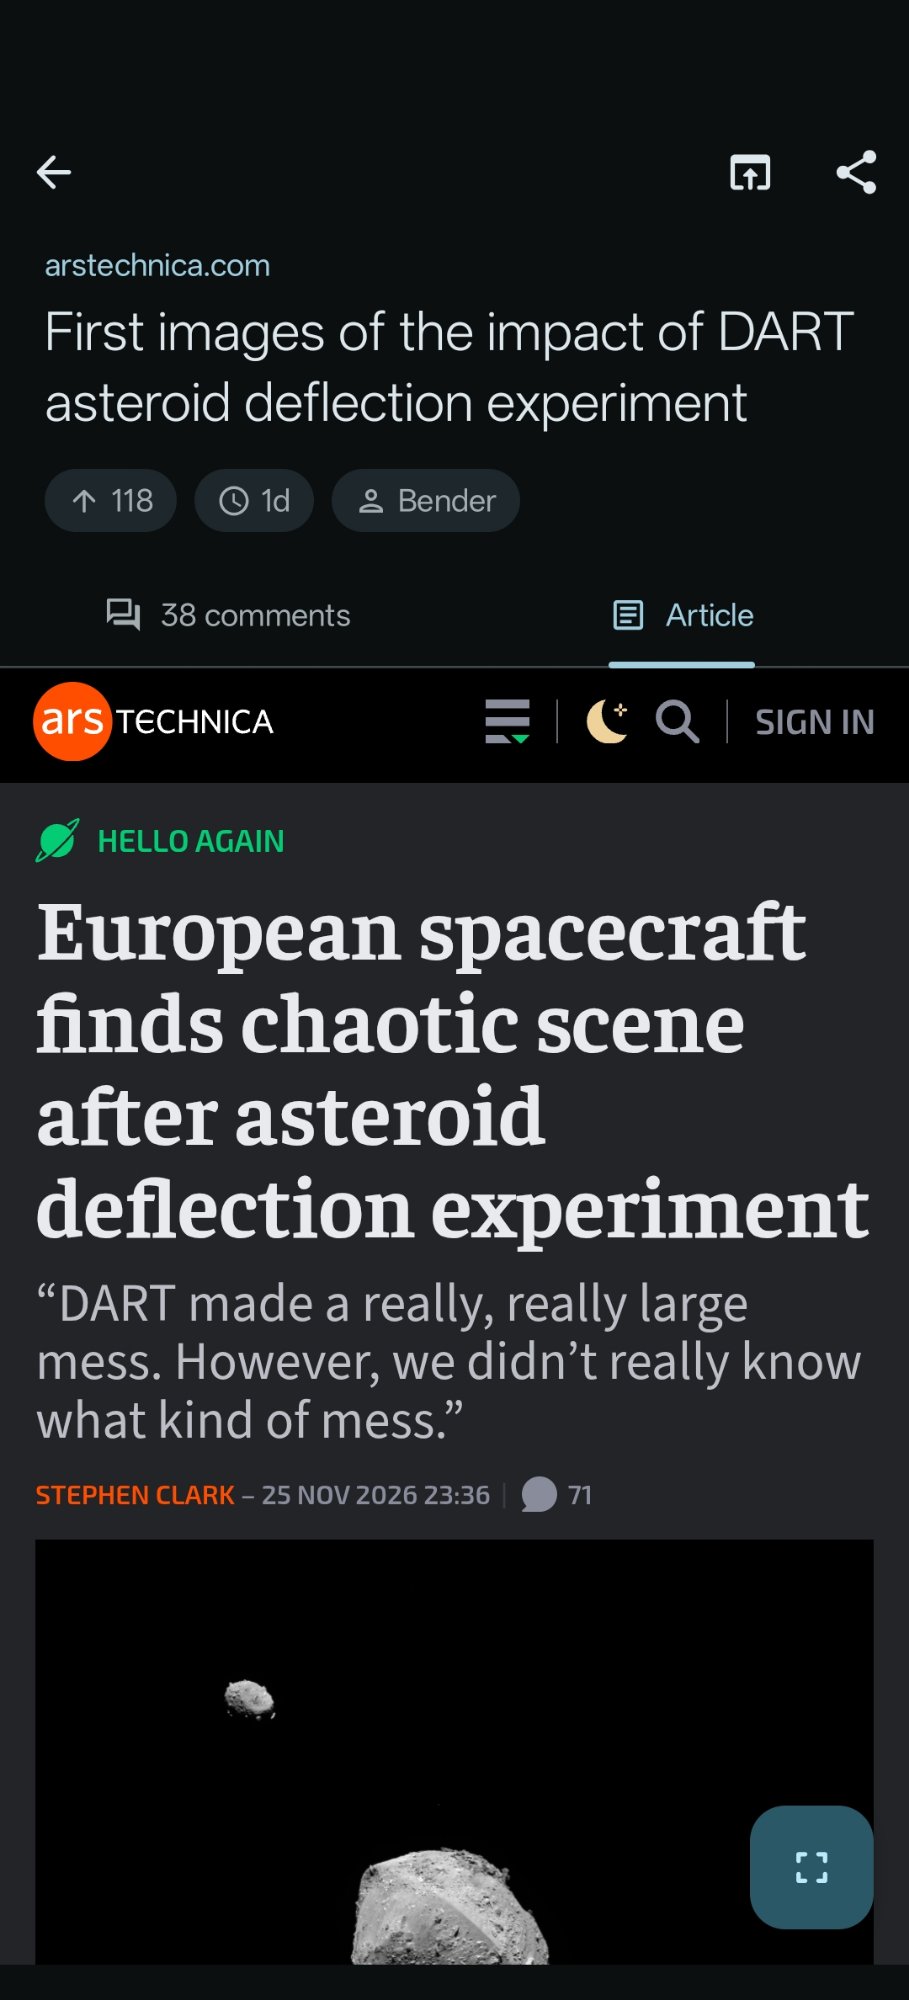 arstechnica.com
First images of the impact of DART
asteroid deflection experiment
118
1d
Bender
38 comments
Article
ars TECHNICA
SIGN IN
HELLO AGAIN
European spacecraft
finds chaotic scene
after asteroid
deflection experiment
“DART made a really, really large
mess. However, we didn’t really know
what kind of mess.”
STEPHEN CLARK – 25 NOV 2026 23:36 | 71